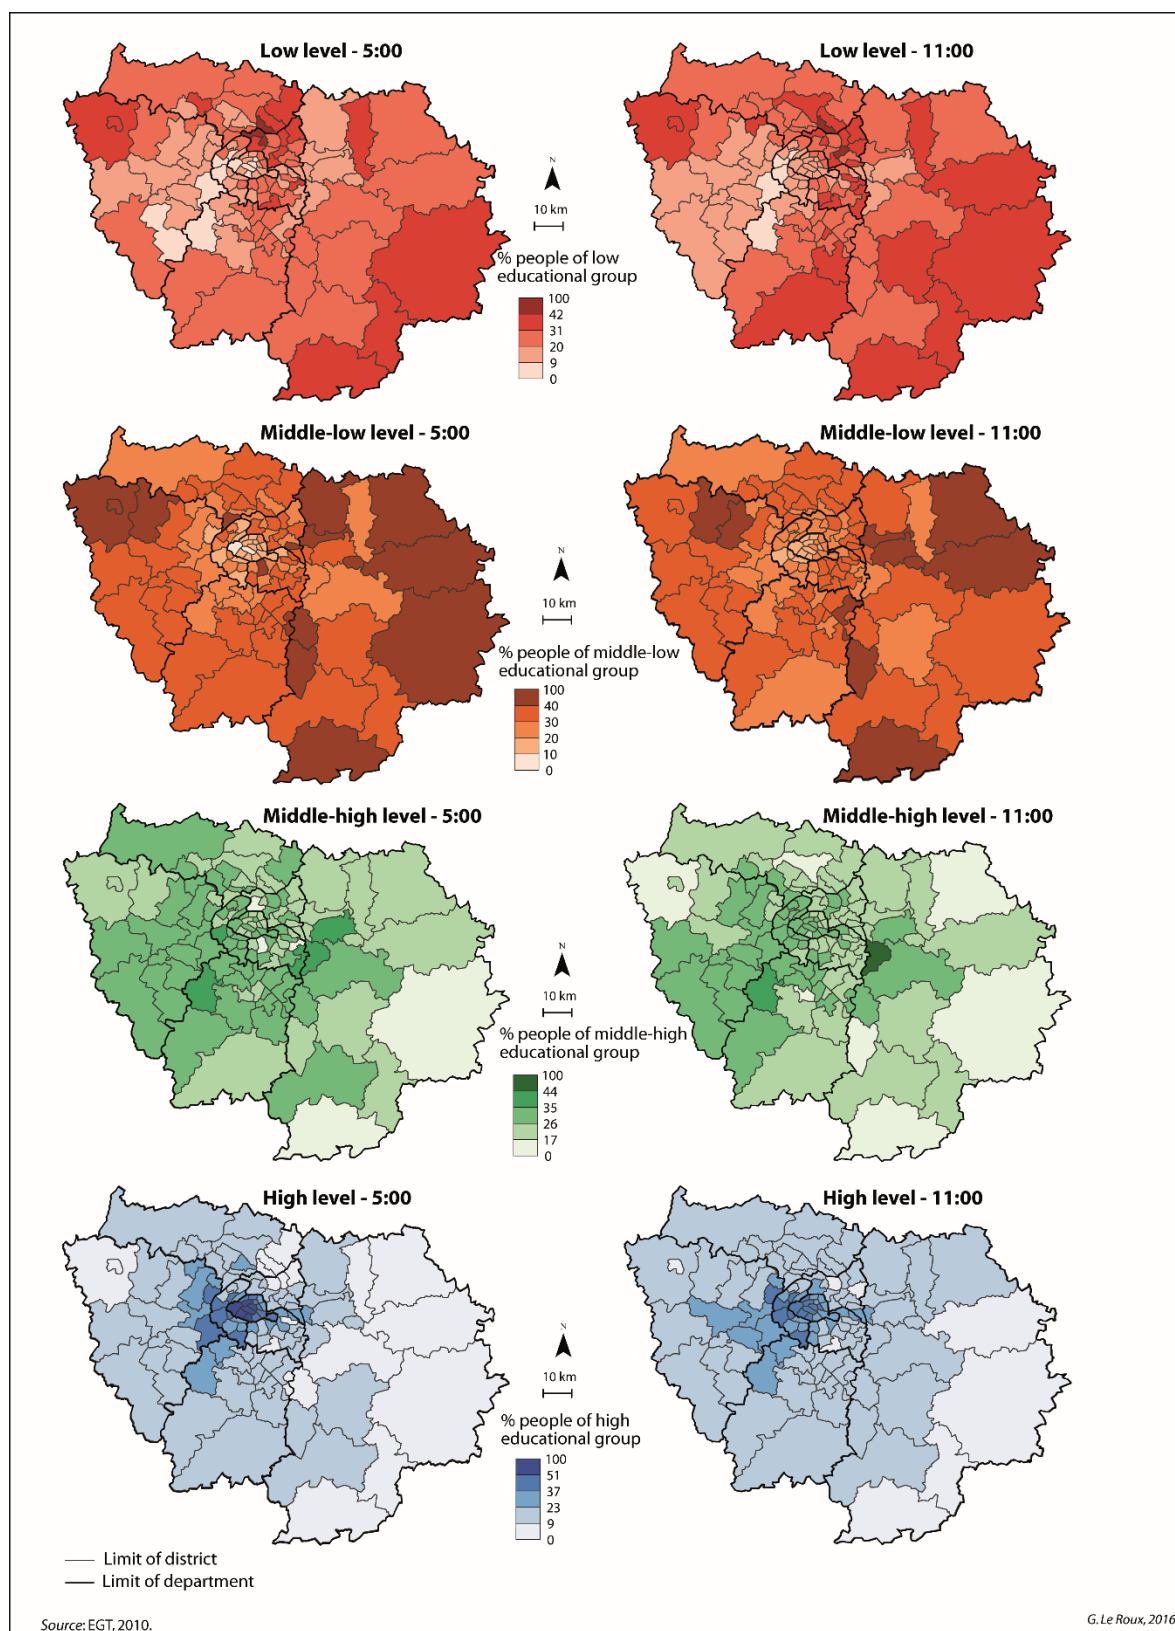 Low level - 5:00
Low level - 11:00
N
10 km
% people of low
educational group
100
42
31
20
9
0
Middle-low level - 5:00
Middle-low level - 11:00
N
10 km
% people of middle-low
educational group
100
40
30
20
10
0
Middle-high level - 5:00
Middle-high level - 11:00
N
10 km
% people of middle-high
educational group
100
44
35
26
17
0
High level - 5:00
High level - 11:00
N
10 km
% people of high
educational group
100
51
37
23
9
0
Limit of district
Limit of department
Source: EGT, 2010.
G. Le Roux, 2016